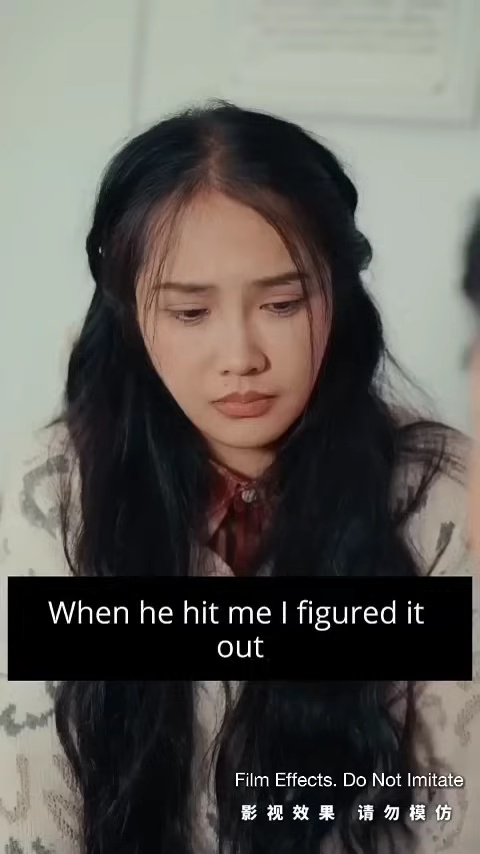 When he hit me I figured it
out
Film Effects. Do Not Imitate
影视效果 请勿模仿